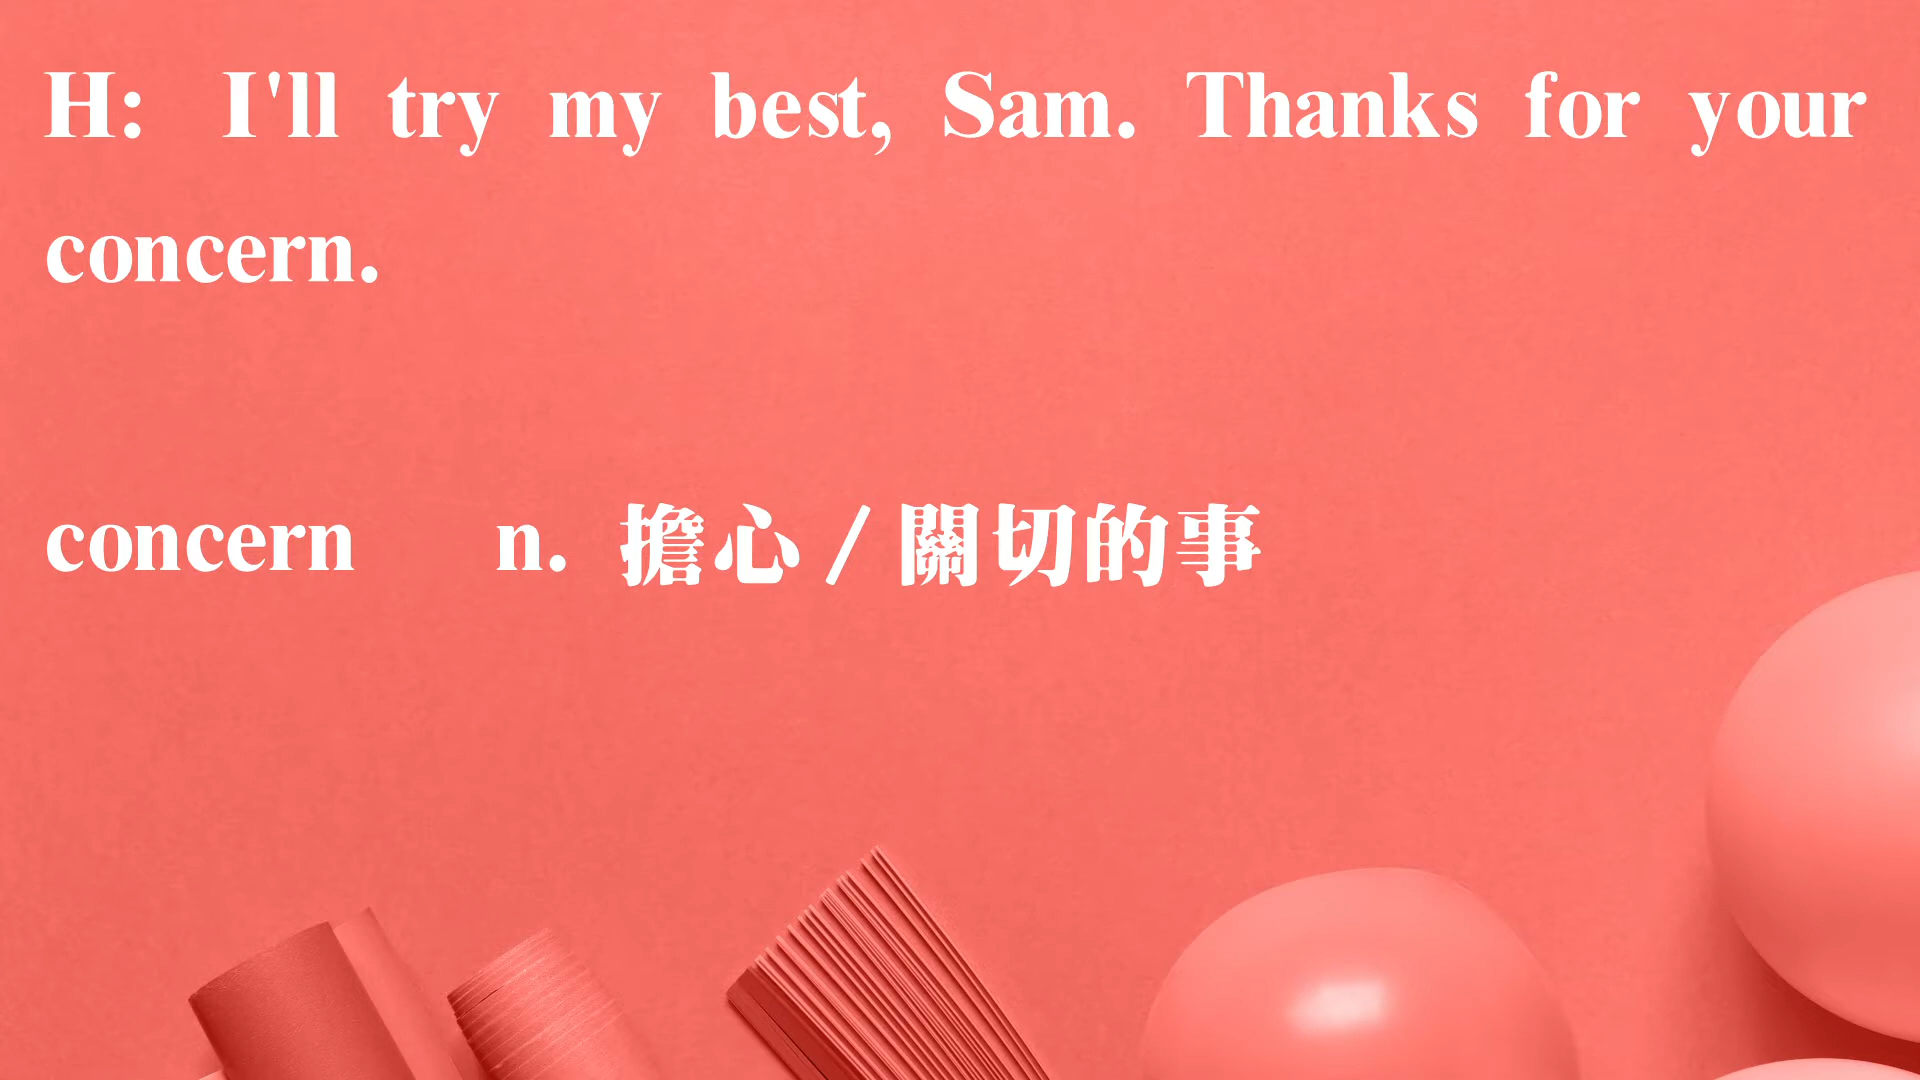 H: I'll try my best, Sam. Thanks for your
concern.
concern n. 擔心/關切的事